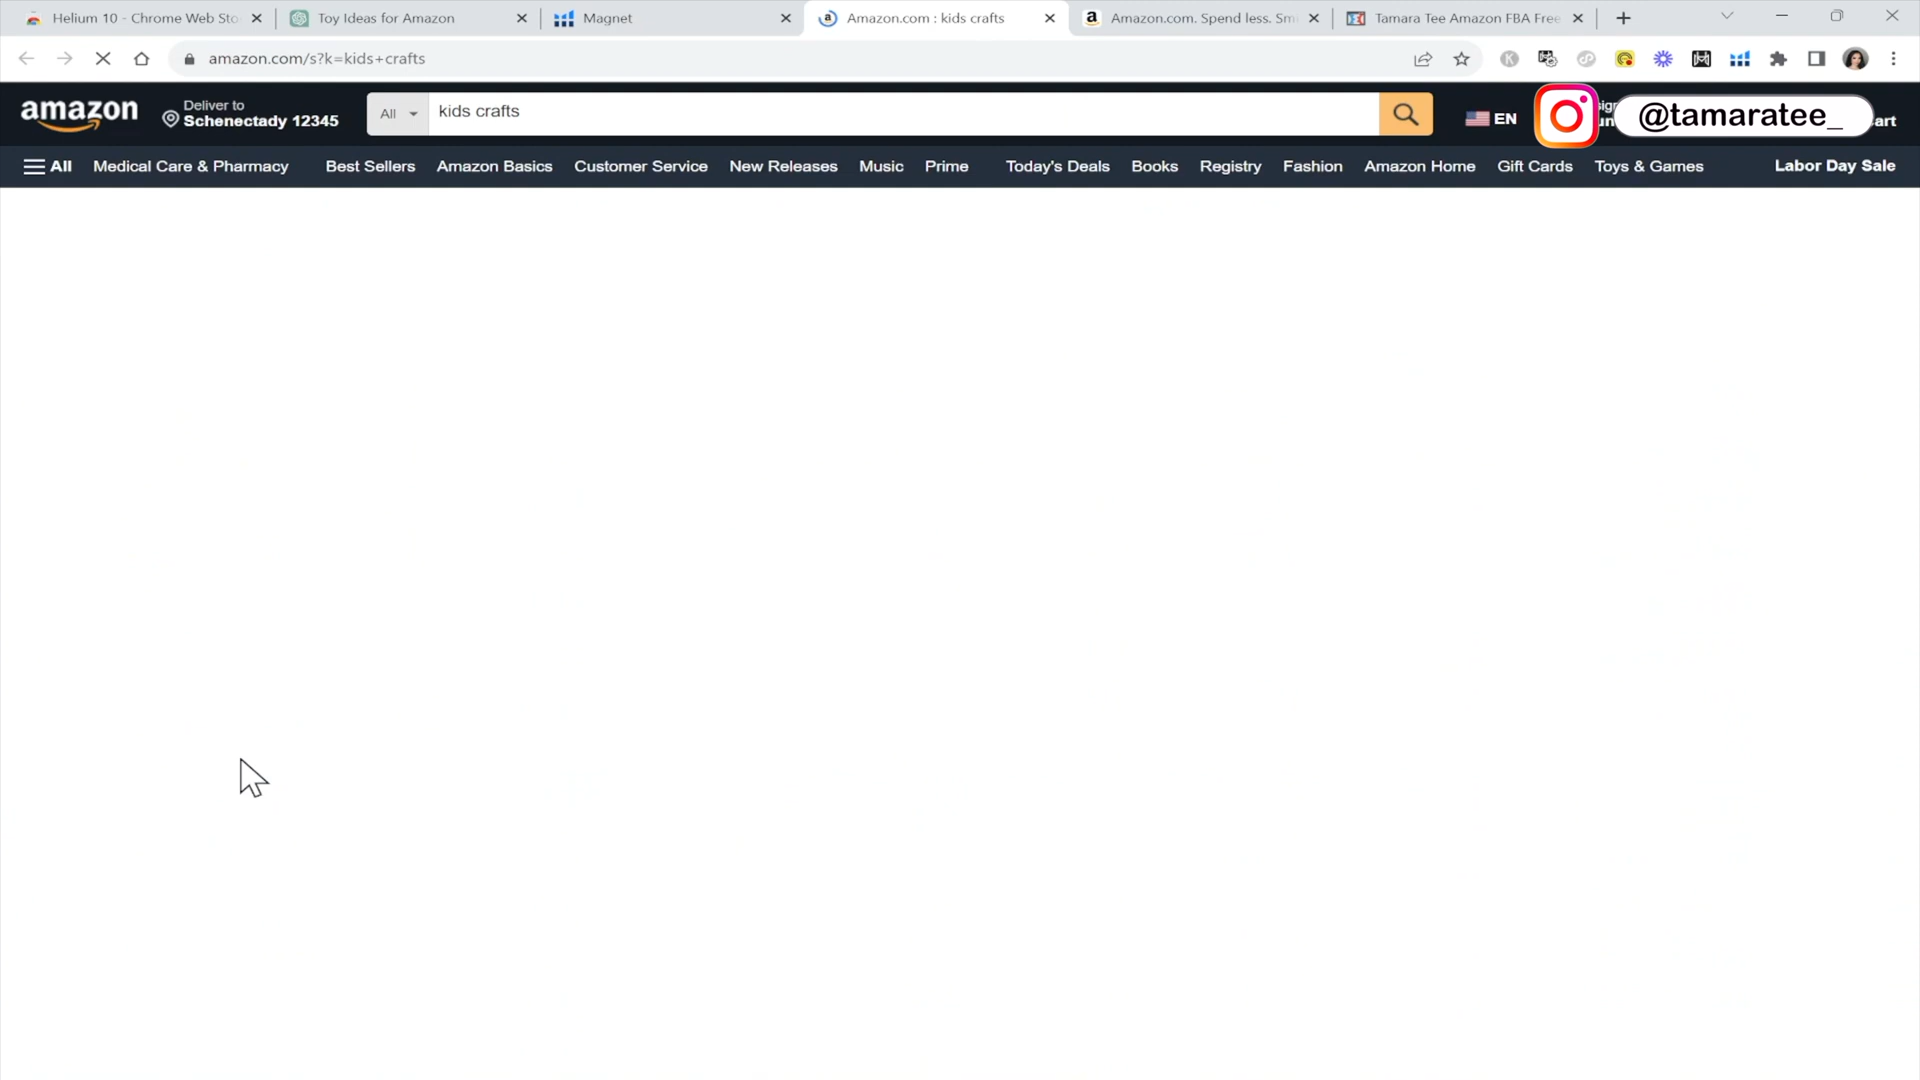 Helium 10 - Chrome Web Sto
Toy Ideas for Amazon
Magnet
Amazon.com : kids crafts
Amazon.com. Spend less. Sm
Tamara Tee Amazon FBA Free
amazon.com/s?k=kids+crafts
amazon
Deliver to
Schenectady 12345
All
kids crafts
EN
@tamaratee_
All
Medical Care & Pharmacy
Best Sellers
Amazon Basics
Customer Service
New Releases
Music
Prime
Today's Deals
Books
Registry
Fashion
Amazon Home
Gift Cards
Toys & Games
Labor Day Sale